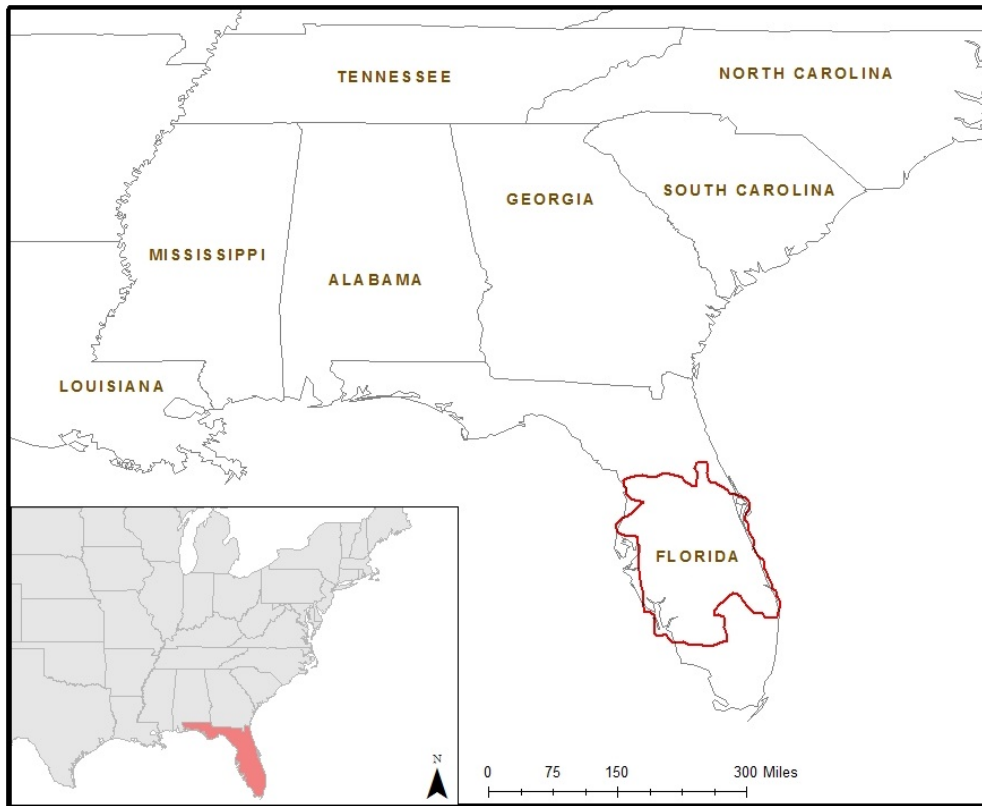 TENNESSEE
NORTH CAROLINA
GEORGIA
SOUTH CAROLINA
MISSISSIPPI
ALABAMA
LOUISIANA
FLORIDA
N
0 75 150 300 Miles